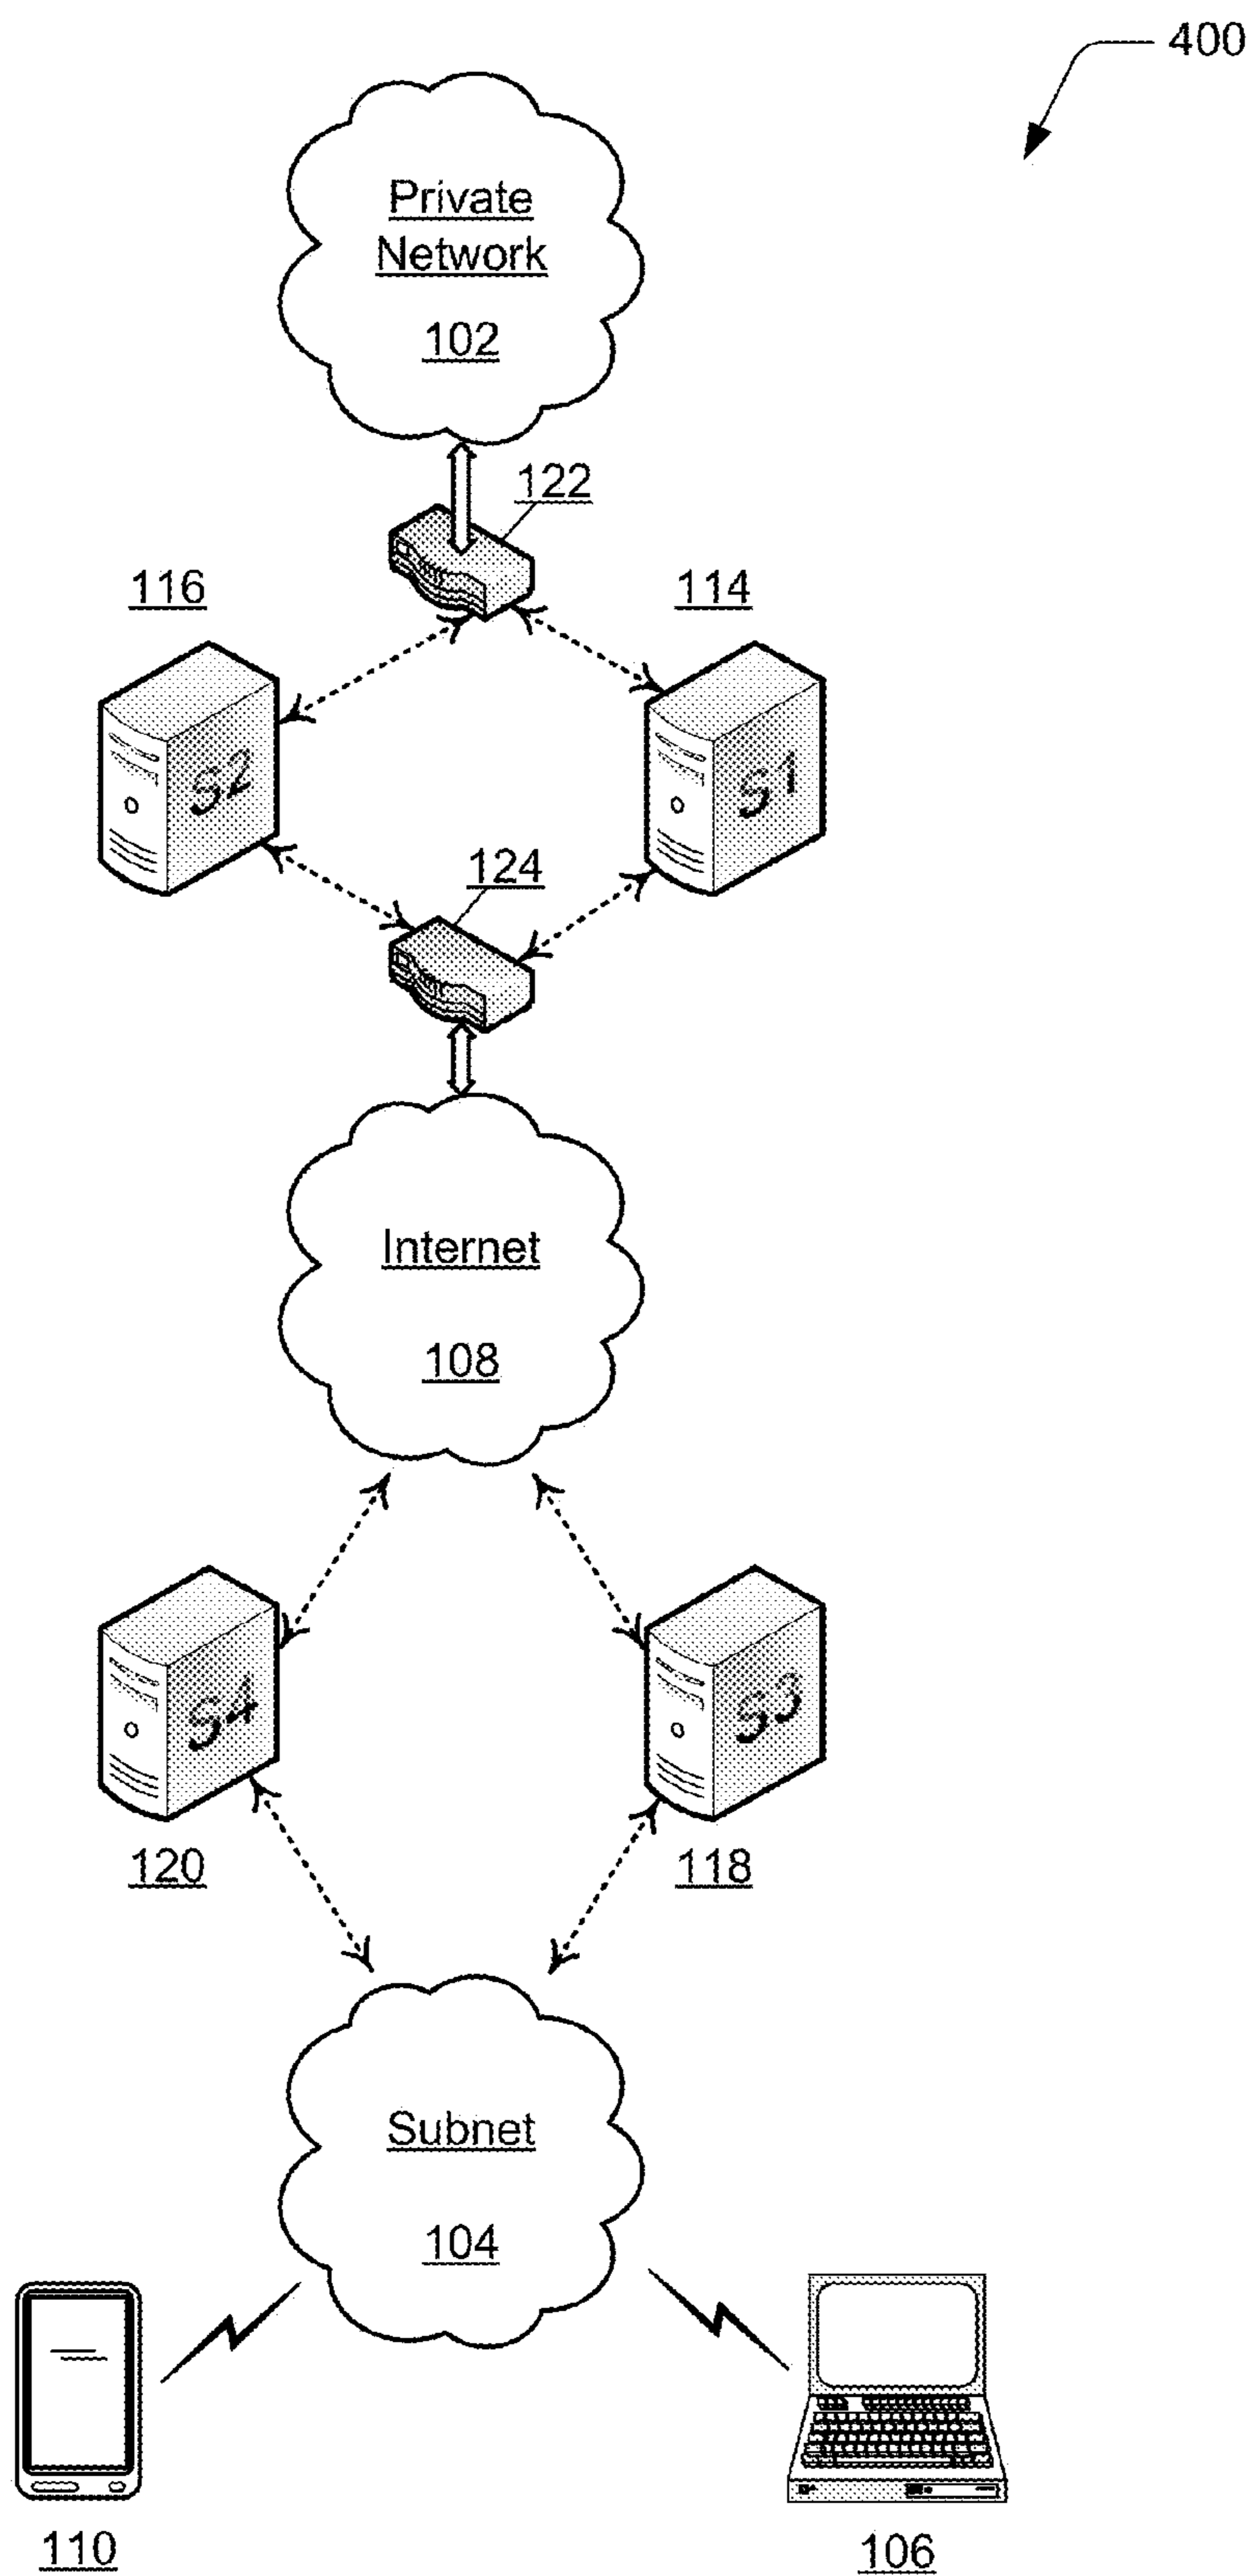 400
Private
Network
102
122
116
114
S2
S1
124
Internet
108
S4
S3
120
118
Subnet
104
110
106